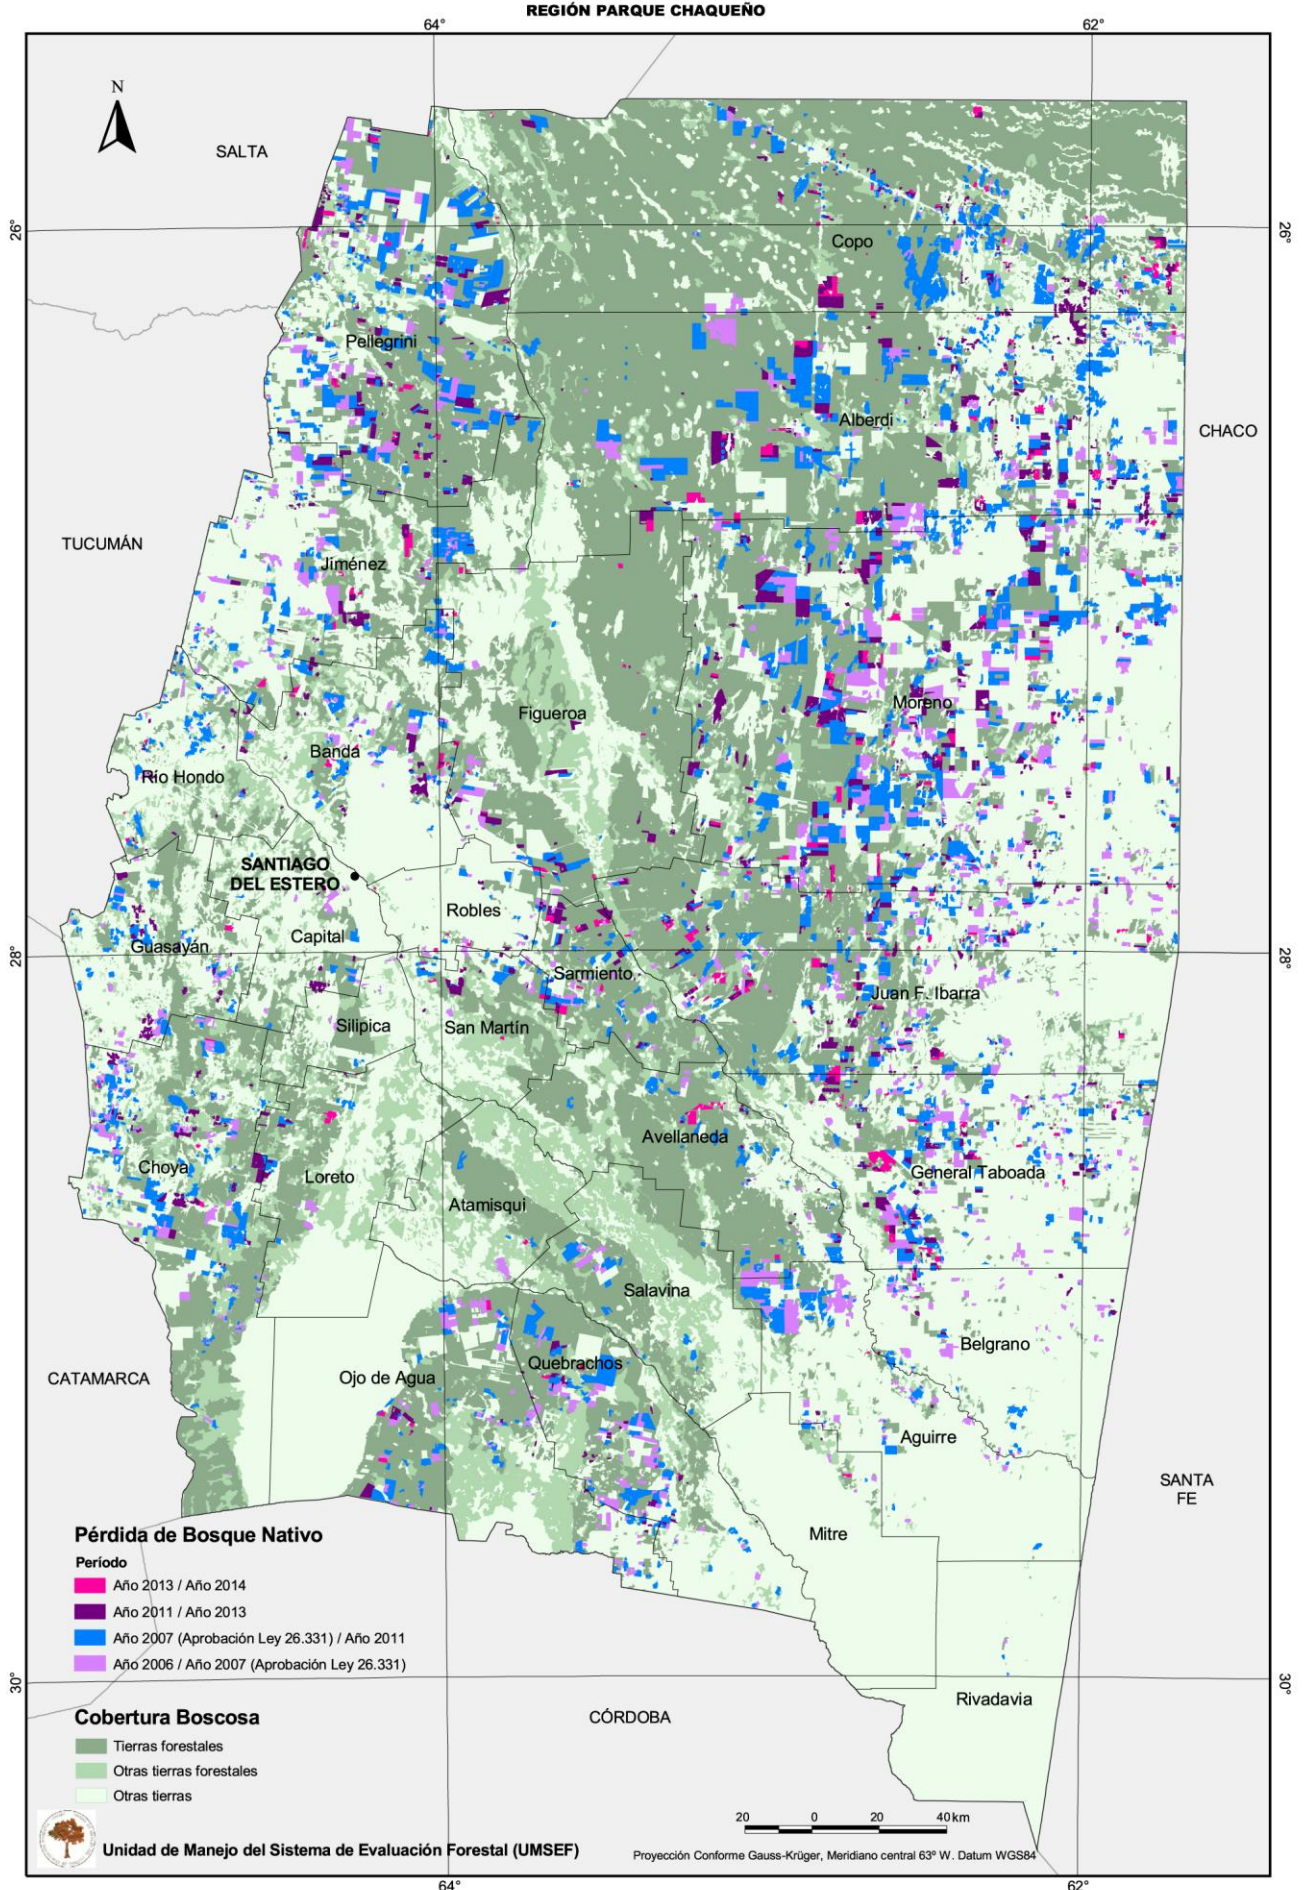 REGIÓN PARQUE CHAQUEÑO
64°
62°
N
SALTA
26°
26°
Copo
Pellegrini
Alberdi
CHACO
TUCUMÁN
Jiménez
Moreno
Figueroa
Banda
Río Hondo
SANTIAGO
DEL ESTERO
Robles
Capital
Guasayán
28°
28°
Sarmiento
Juan F. Ibarra
Silipica
San Martín
Avellaneda
Choya
Loreto
General Taboada
Atamisqui
Salavina
Belgrano
Quebrachos
CATAMARCA
Ojo de Agua
Aguirre
SANTA
FE
Mitre
Pérdida de Bosque Nativo
Período
Año 2013 / Año 2014
Año 2011 / Año 2013
Año 2007 (Aprobación Ley 26.331) / Año 2011
Año 2006 / Año 2007 (Aprobación Ley 26.331)
30°
30°
Rivadavia
Cobertura Boscosa
CÓRDOBA
Tierras forestales
Otras tierras forestales
Otras tierras
20 0 20 40 km
Unidad de Manejo del Sistema de Evaluación Forestal (UMSEF)
Proyección Conforme Gauss-Krüger, Meridiano central 63º W. Datum WGS84
64°
62°